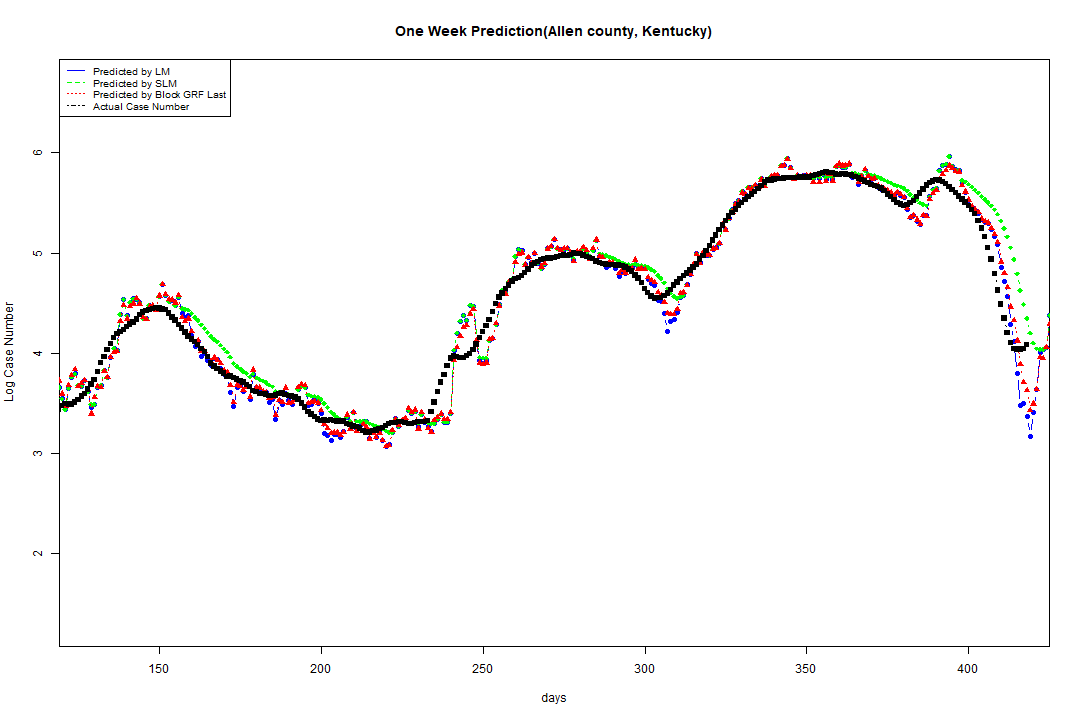 One Week Prediction(Allen county, Kentucky)
Predicted by LM
Predicted by SLM
Predicted by Block GRF Last
Actual Case Number
Log Case Number
6
5
4
3
2
150 200 250 300 350 400
days